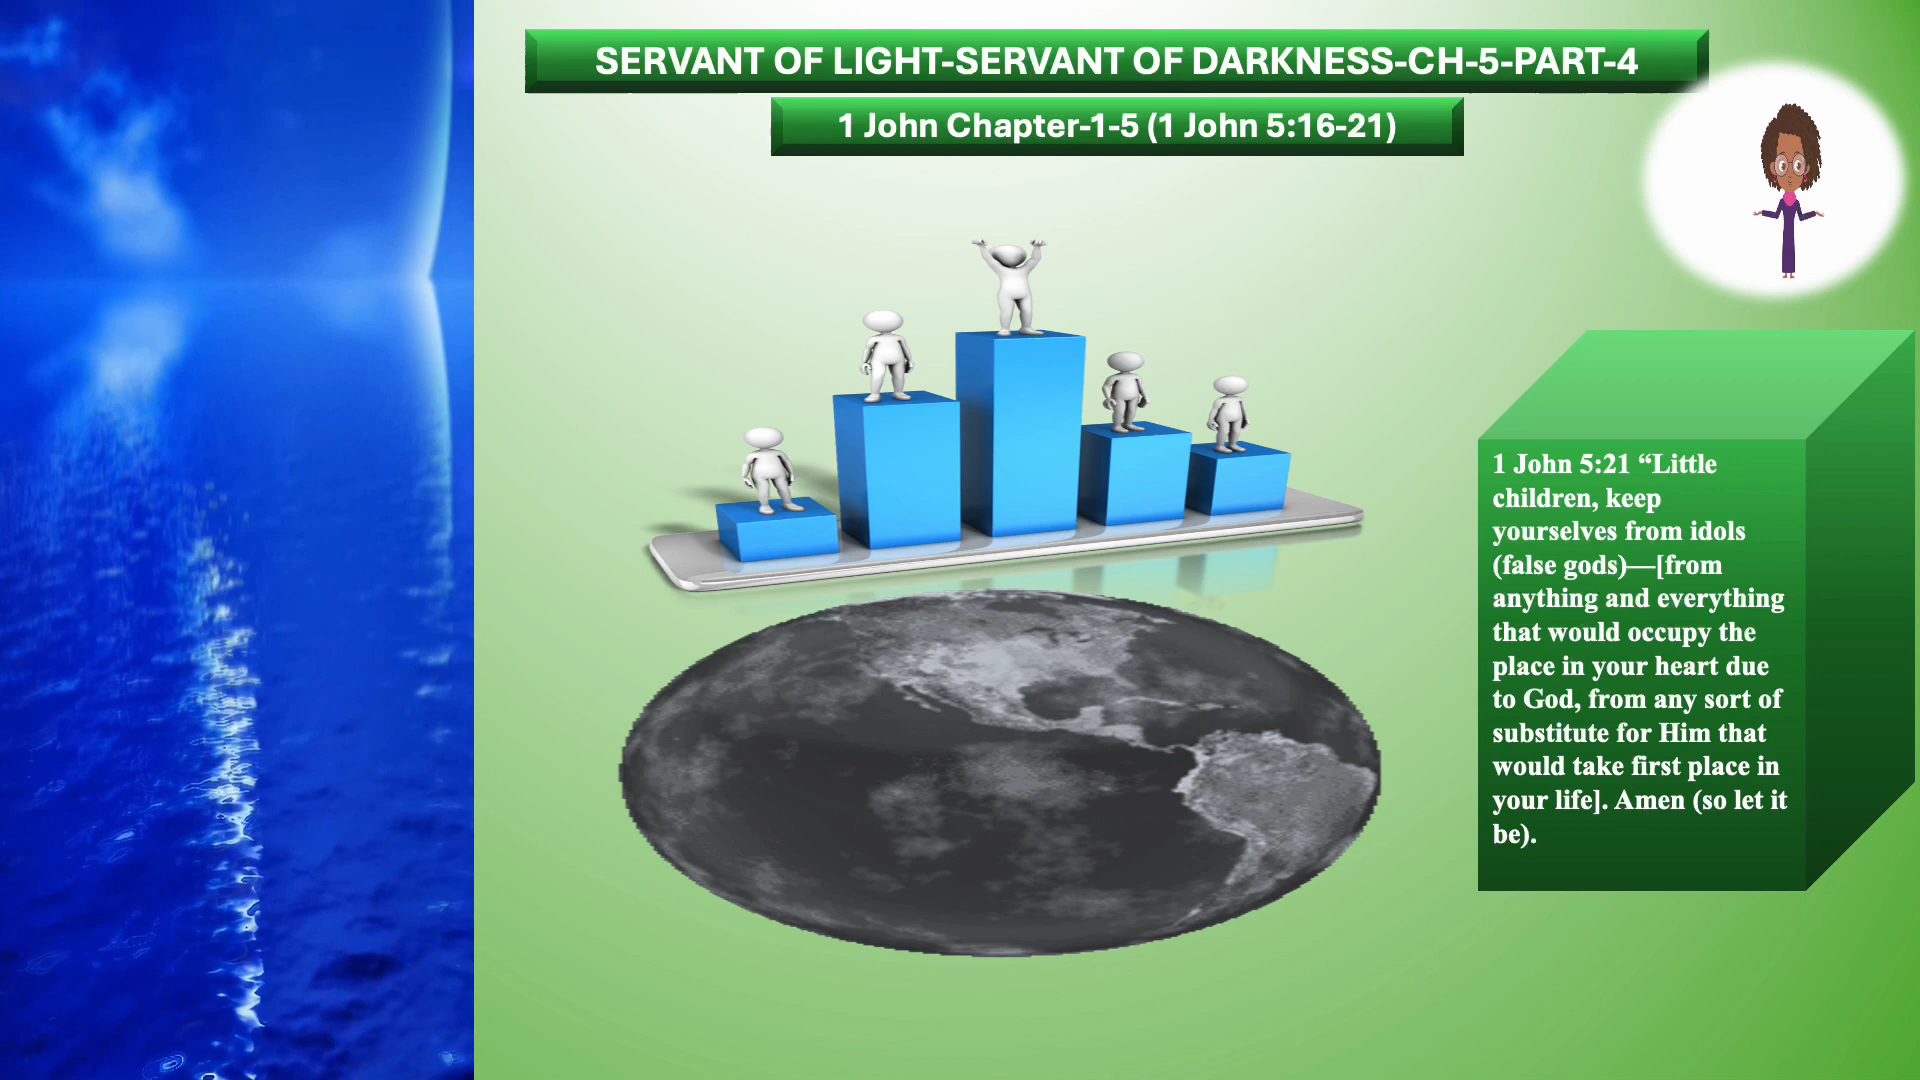 SERVANT OF LIGHT-SERVANT OF DARKNESS-CH-5-PART-4
1 John Chapter-1-5 (1 John 5:16-21)
1 John 5:21 “Little
children, keep
yourselves from idols
(false gods)—[from
anything and everything
that would occupy the
place in your heart due
to God, from any sort of
substitute for Him that
would take first place in
your life]. Amen (so let it
be).